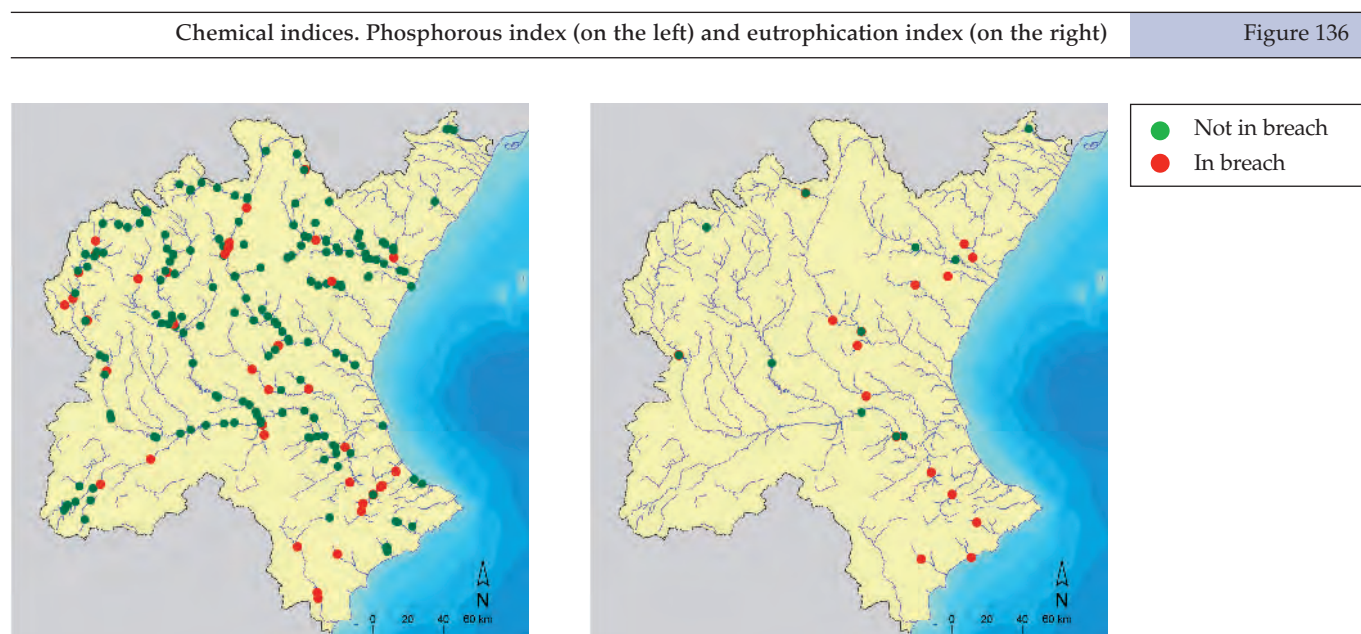 Chemical indices. Phosphorous index (on the left) and eutrophication index (on the right)
Figure 136
Not in breach
In breach
N
0 20 40 60 km
N
0 20 40 60 km